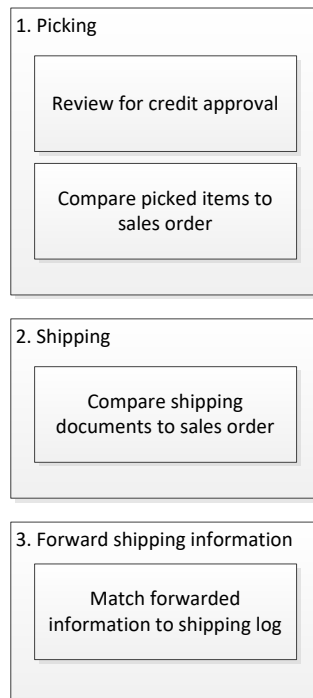 1. Picking
Review for credit approval
Compare picked items to
sales order
2. Shipping
Compare shipping
documents to sales order
3. Forward shipping information
Match forwarded
information to shipping log